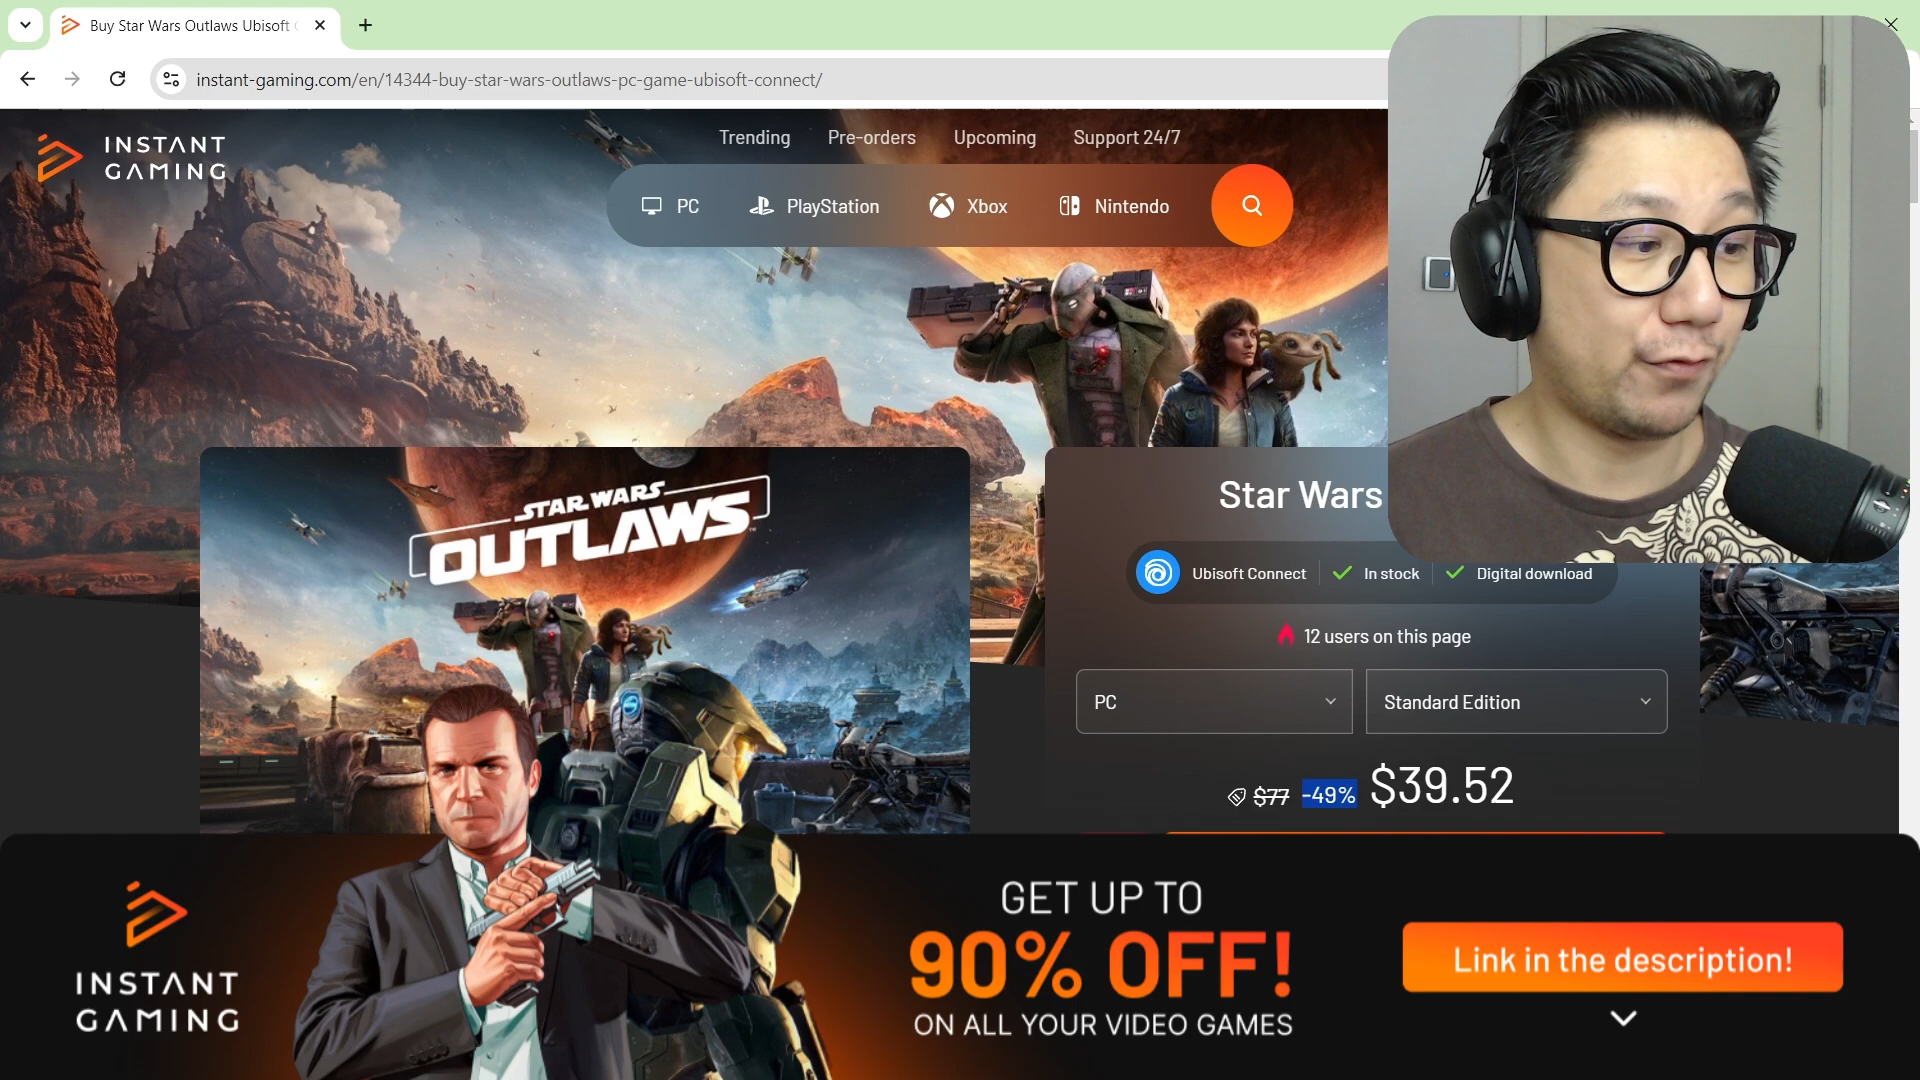 Buy Star Wars Outlaws Ubisoft
instant-gaming.com/en/14344-buy-star-wars-outlaws-pc-game-ubisoft-connect/
INSTANT
GAMING
Trending Pre-orders Upcoming Support 24/7
PC PlayStation Xbox Nintendo
STAR WARS
OUTLAWS
Star Wars
Ubisoft Connect In stock Digital download
12 users on this page
PC Standard Edition
$77 -49% $39.52
INSTANT
GAMING
GET UP TO
90% OFF!
ON ALL YOUR VIDEO GAMES
Link in the description!